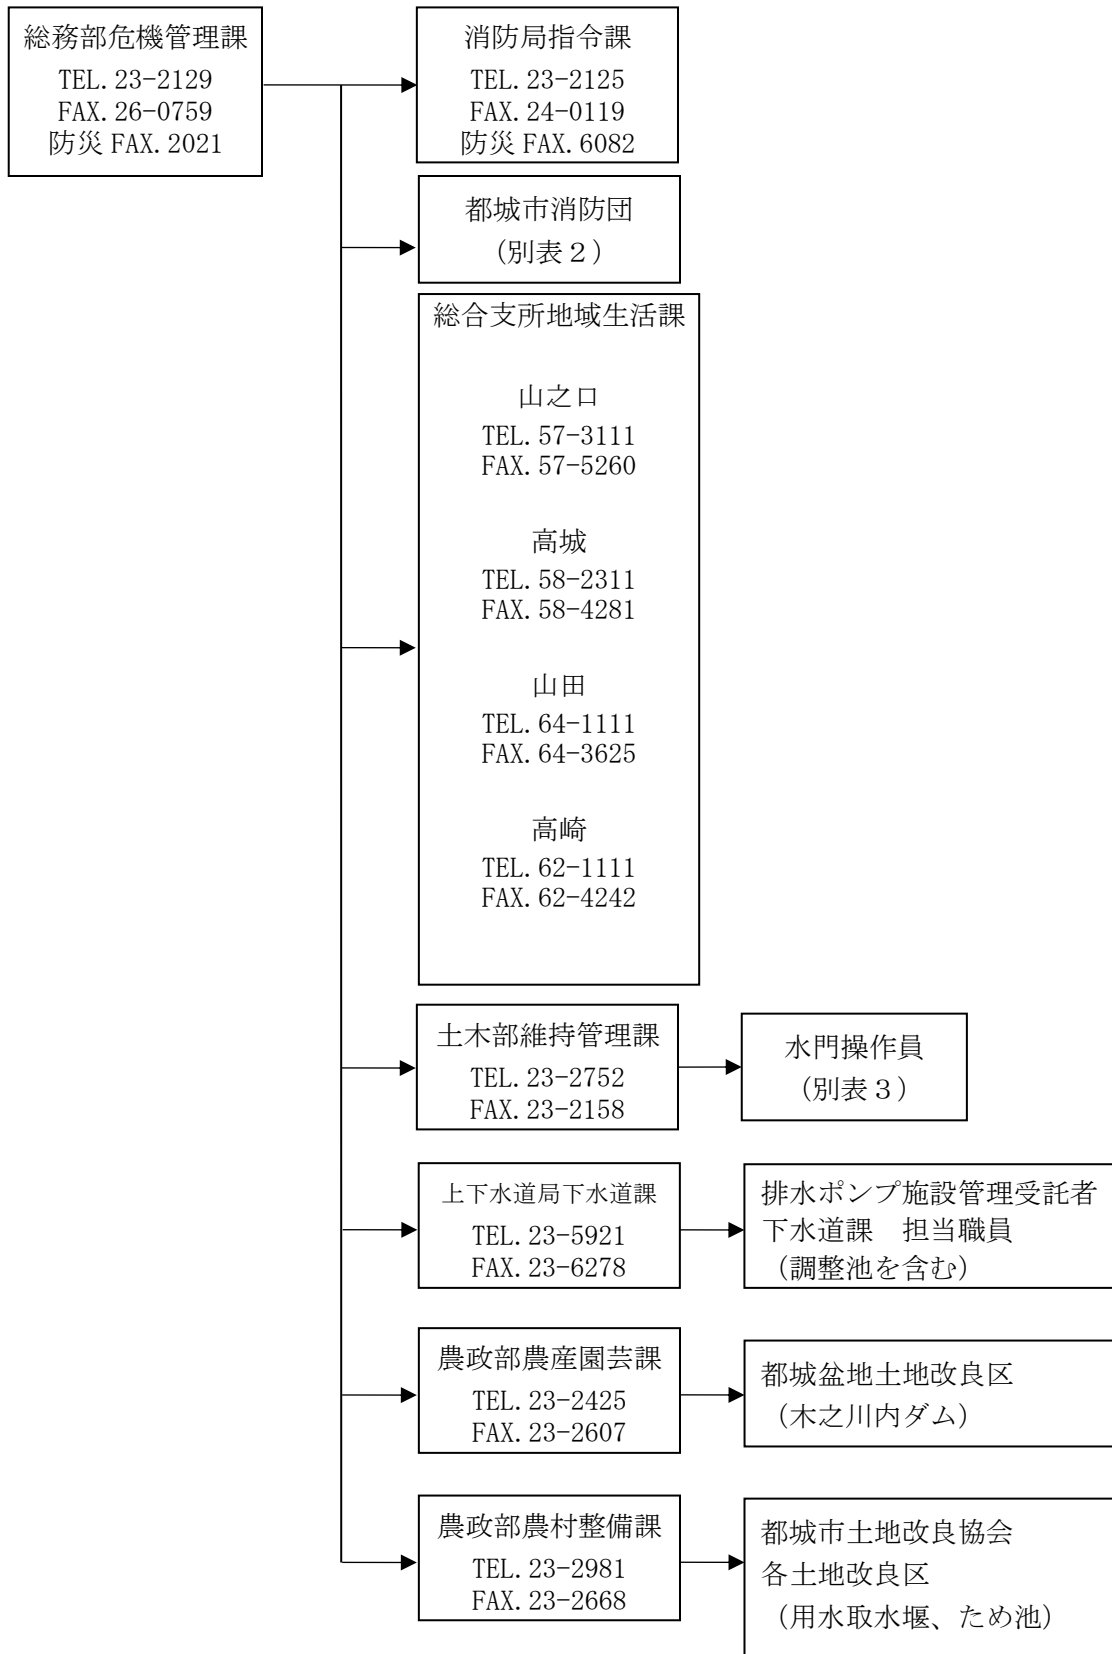 総務部危機管理課
TEL.23-2129
FAX.26-0759
防災 FAX.2021
消防局指令課
TEL.23-2125
FAX.24-0119
防災 FAX.6082
都城市消防団
（別表２）
総合支所地域生活課
山之口
TEL.57-3111
FAX.57-5260
高城
TEL.58-2311
FAX.58-4281
山田
TEL.64-1111
FAX.64-3625
高崎
TEL.62-1111
FAX.62-4242
土木部維持管理課
TEL.23-2752
FAX.23-2158
水門操作員
（別表３）
上下水道局下水道課
TEL.23-5921
FAX.23-6278
排水ポンプ施設管理受託者
下水道課　担当職員
（調整池を含む）
農政部農産園芸課
TEL.23-2425
FAX.23-2607
都城盆地土地改良区
（木之川内ダム）
農政部農村整備課
TEL.23-2981
FAX.23-2668
都城市土地改良協会
各土地改良区
（用水取水堰、ため池）